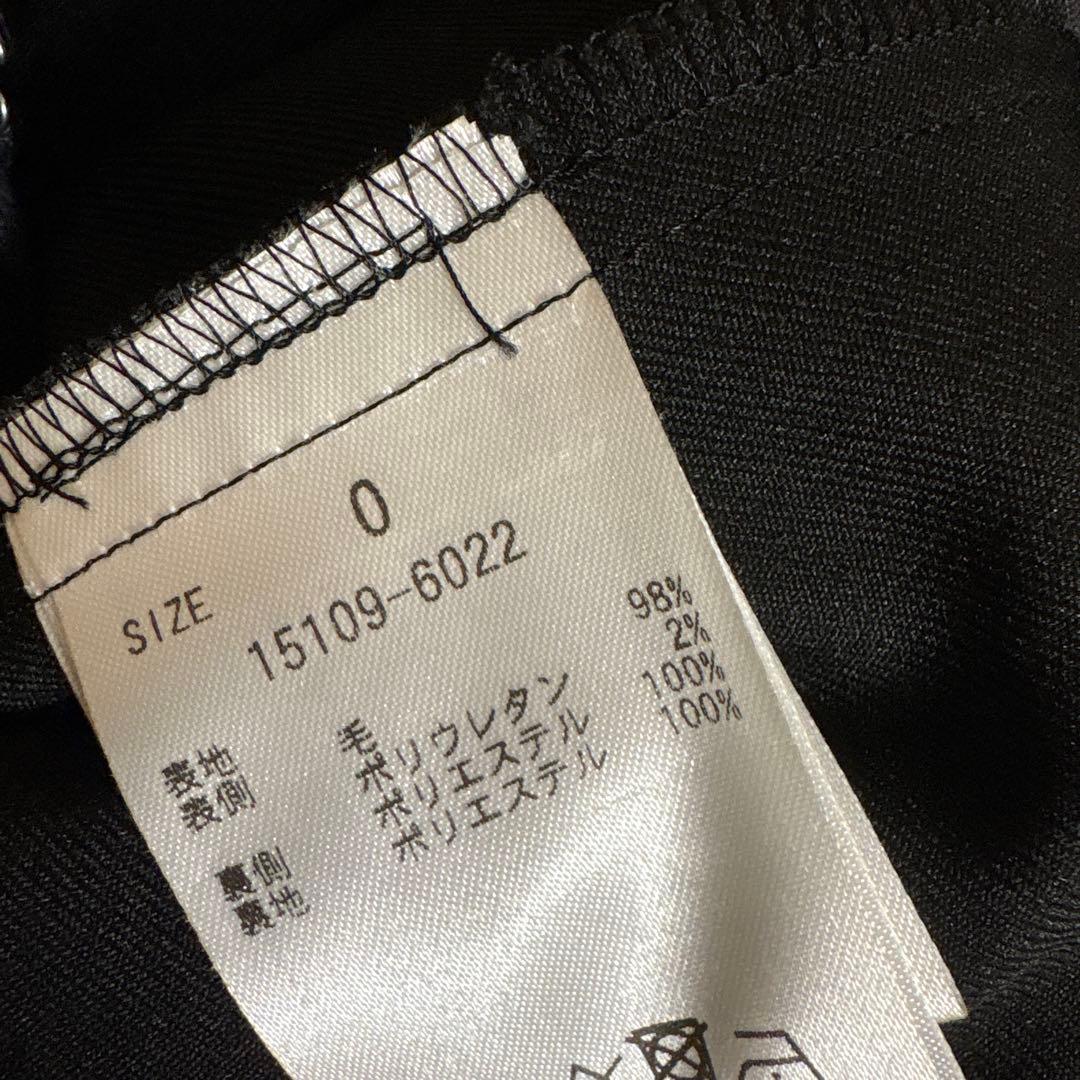 SIZE 0
15109-6022
表地
表側 毛 98%
ポリウレタン 2%
裏側 ポリエステル 100%
裏地 ポリエステル 100%